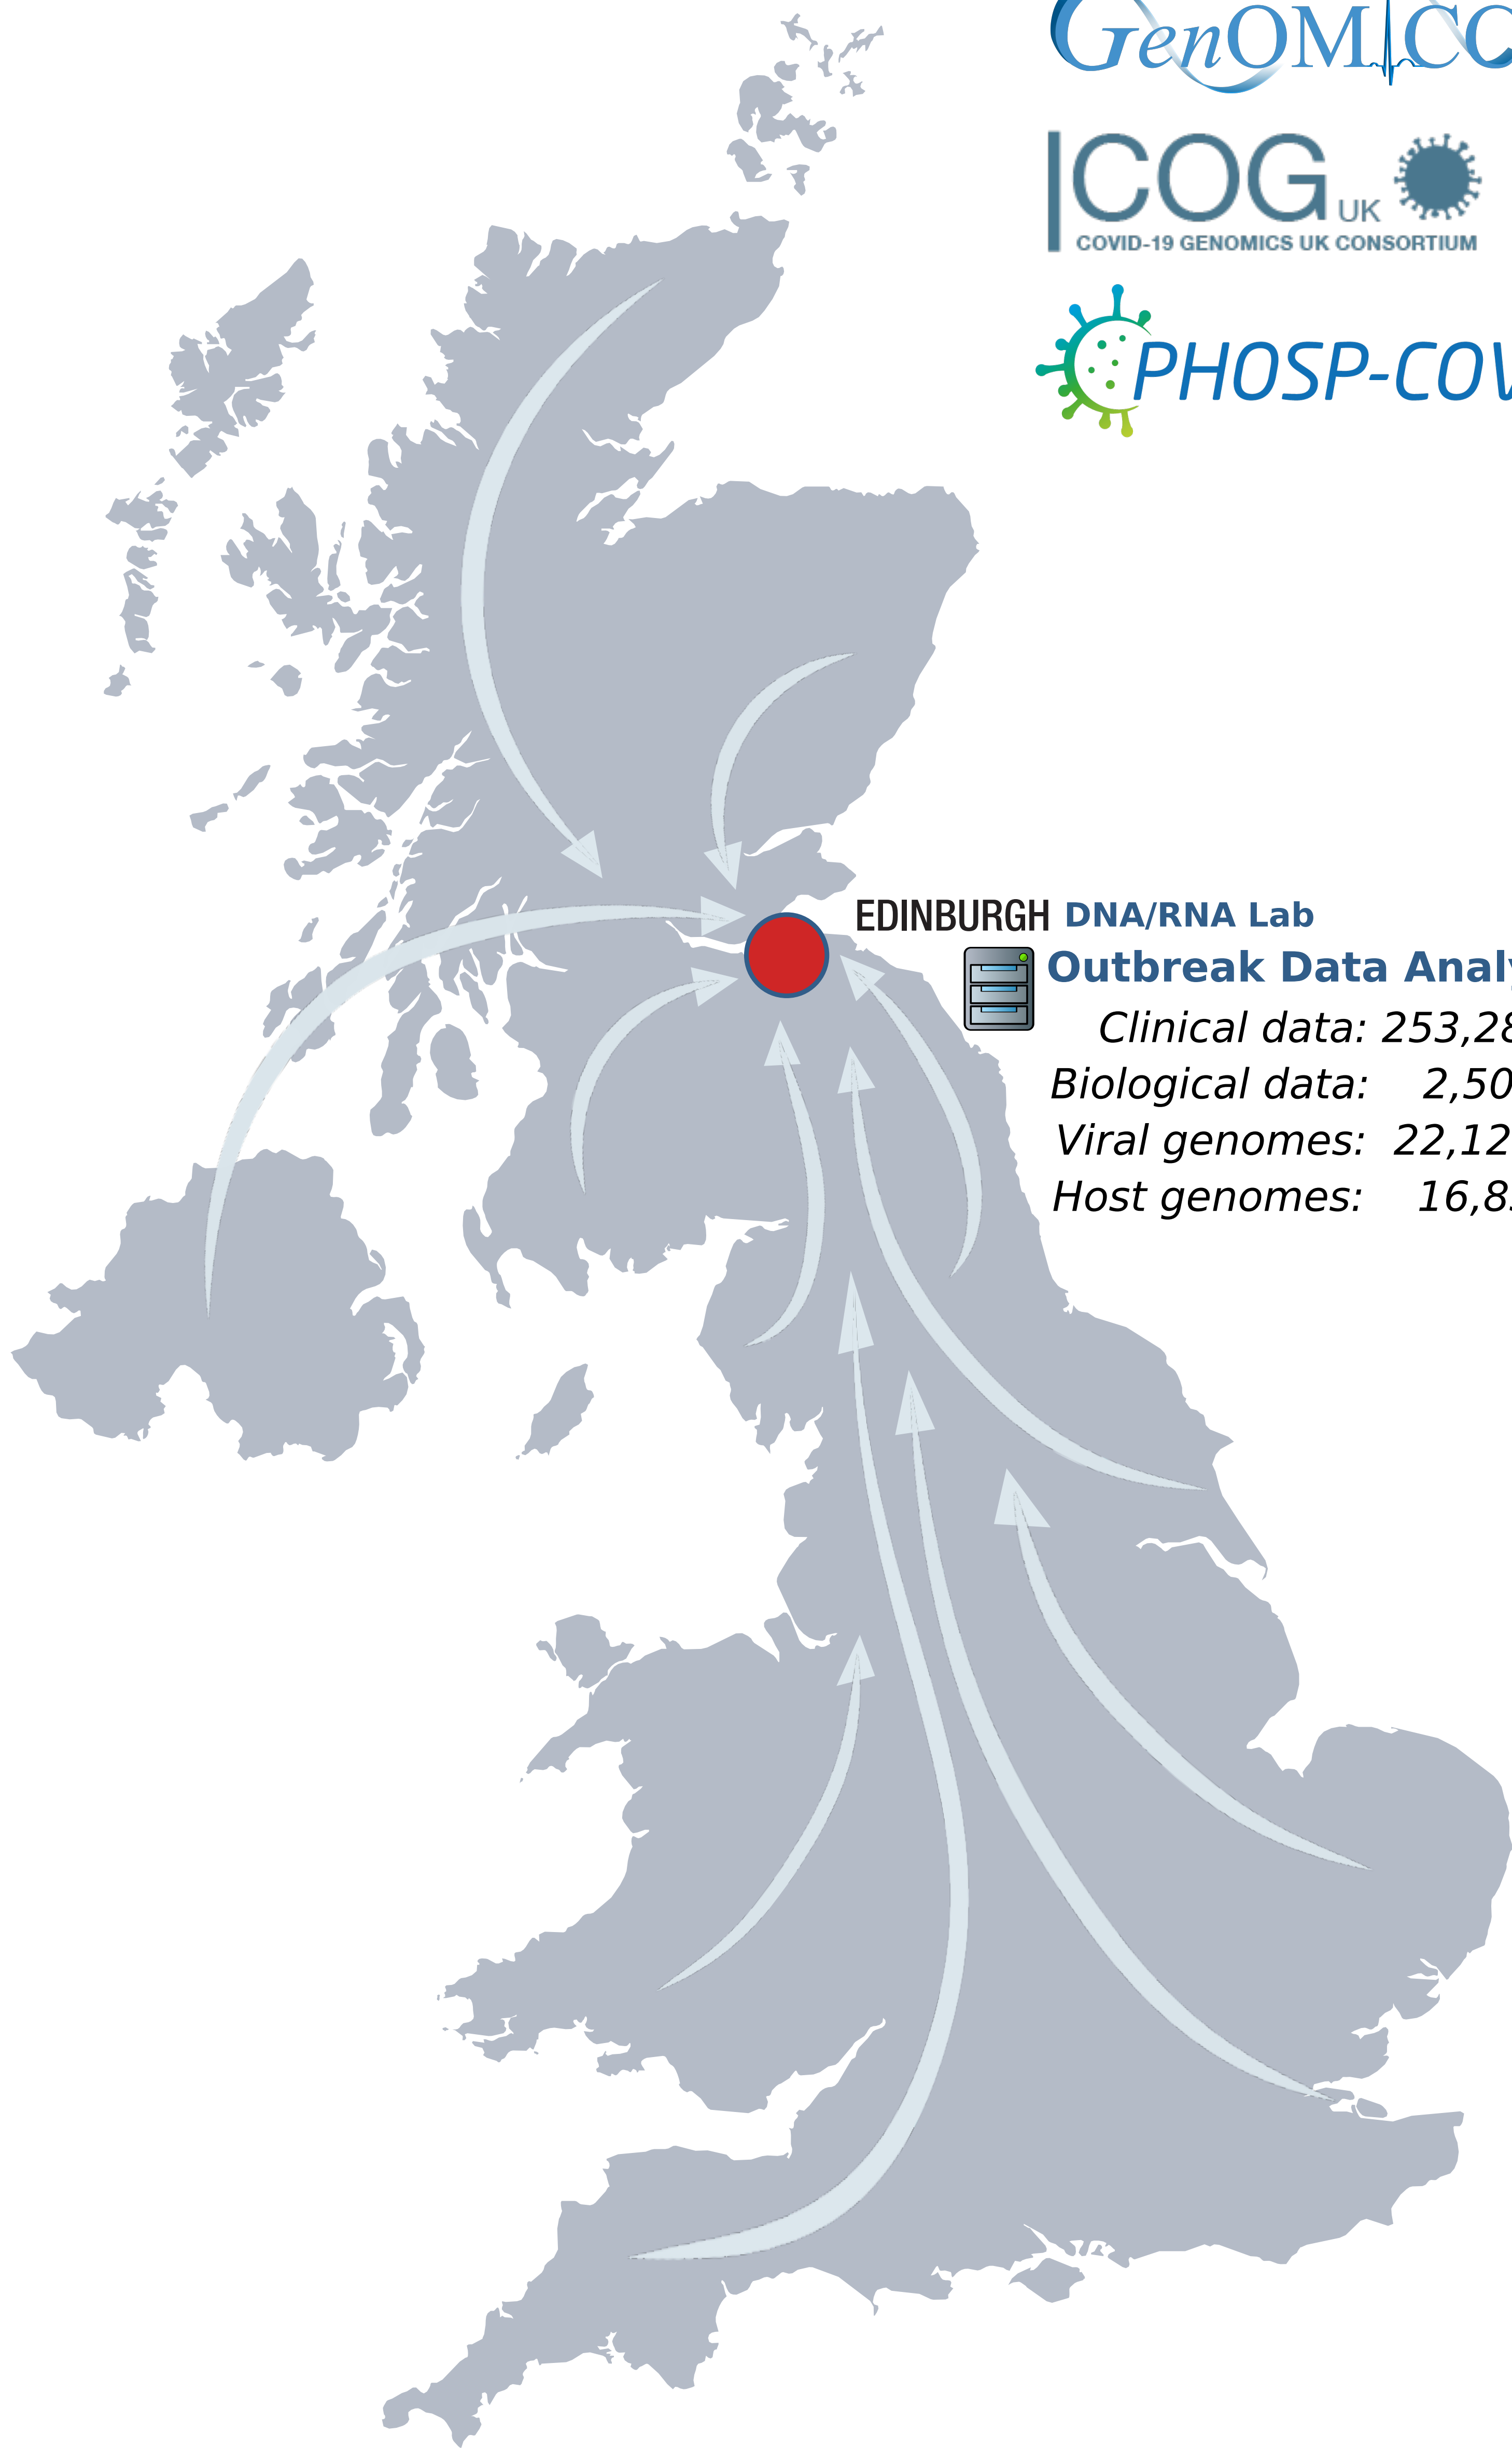 GenOMICC
COG UK
COVID-19 GENOMICS UK CONSORTIUM
PHOSP-COV
EDINBURGH DNA/RNA Lab
Outbreak Data Analy
Clinical data: 253,28
Biological data: 2,50
Viral genomes: 22,12
Host genomes: 16,8